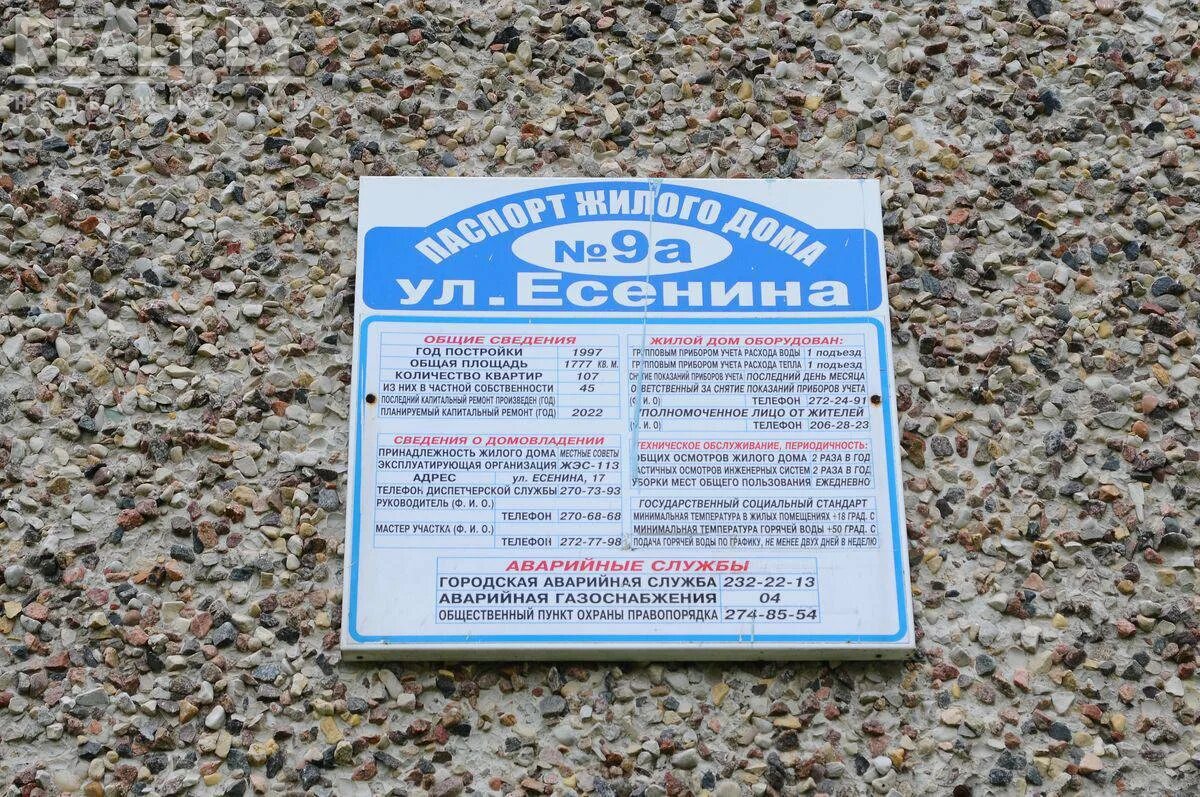 REALT.BY
НЕДВИЖИМОСТЬ
ПАСПОРТ ЖИЛОГО ДОМА
№9а
ул.Есенина
ОБЩИЕ СВЕДЕНИЯ
ГОД ПОСТРОЙКИ 1997
ОБЩАЯ ПЛОЩАДЬ 1777 КВ. М.
КОЛИЧЕСТВО КВАРТИР 107
ИЗ НИХ В ЧАСТНОЙ СОБСТВЕННОСТИ 45
ПОСЛЕДНИЙ КАПИТАЛЬНЫЙ РЕМОНТ ПРОИЗВЕДЕН (ГОД)
ПЛАНИРУЕМЫЙ КАПИТАЛЬНЫЙ РЕМОНТ (ГОД) 2022
СВЕДЕНИЯ О ДОМОВЛАДЕНИИ
ПРИНАДЛЕЖНОСТЬ ЖИЛОГО ДОМА МЕСТНЫЕ СОВЕТЫ
ЭКСПЛУАТИРУЮЩАЯ ОРГАНИЗАЦИЯ ЖЭС-113
АДРЕС ул. ЕСЕНИНА, 17
ТЕЛЕФОН ДИСПЕТЧЕРСКОЙ СЛУЖБЫ 270-73-93
РУКОВОДИТЕЛЬ (Ф. И. О.)
ТЕЛЕФОН 270-68-68
МАСТЕР УЧАСТКА (Ф. И. О.)
ТЕЛЕФОН 272-77-98
ЖИЛОЙ ДОМ ОБОРУДОВАН:
ГРУППОВЫМ ПРИБОРОМ УЧЕТА РАСХОДА ВОДЫ 1 подъезд
ГРУППОВЫМ ПРИБОРОМ УЧЕТА РАСХОДА ТЕПЛА 1 подъезд
СНЯТИЕ ПОКАЗАНИЙ ПРИБОРОВ УЧЕТА ПОСЛЕДНИЙ ДЕНЬ МЕСЯЦА
ОТВЕТСТВЕННЫЙ ЗА СНЯТИЕ ПОКАЗАНИЙ ПРИБОРОВ УЧЕТА
(Ф. И. О) ТЕЛЕФОН 272-24-91
УПОЛНОМОЧЕННОЕ ЛИЦО ОТ ЖИТЕЛЕЙ
(Ф. И. О) ТЕЛЕФОН 206-28-23
ТЕХНИЧЕСКОЕ ОБСЛУЖИВАНИЕ, ПЕРИОДИЧНОСТЬ:
ОБЩИХ ОСМОТРОВ ЖИЛОГО ДОМА 2 РАЗА В ГОД
ЧАСТИЧНЫХ ОСМОТРОВ ИНЖЕНЕРНЫХ СИСТЕМ 2 РАЗА В ГОД
УБОРКИ МЕСТ ОБЩЕГО ПОЛЬЗОВАНИЯ ЕЖЕДНЕВНО
ГОСУДАРСТВЕННЫЙ СОЦИАЛЬНЫЙ СТАНДАРТ
МИНИМАЛЬНАЯ ТЕМПЕРАТУРА В ЖИЛЫХ ПОМЕЩЕНИЯХ +18 ГРАД. С
МИНИМАЛЬНАЯ ТЕМПЕРАТУРА ГОРЯЧЕЙ ВОДЫ +50 ГРАД. С
ПОДАЧА ГОРЯЧЕЙ ВОДЫ ПО ГРАФИКУ, НЕ МЕНЕЕ ДВУХ ДНЕЙ В НЕДЕЛЮ
АВАРИЙНЫЕ СЛУЖБЫ
ГОРОДСКАЯ АВАРИЙНАЯ СЛУЖБА 232-22-13
АВАРИЙНАЯ ГАЗОСНАБЖЕНИЯ 04
ОБЩЕСТВЕННЫЙ ПУНКТ ОХРАНЫ ПРАВОПОРЯДКА 274-85-54